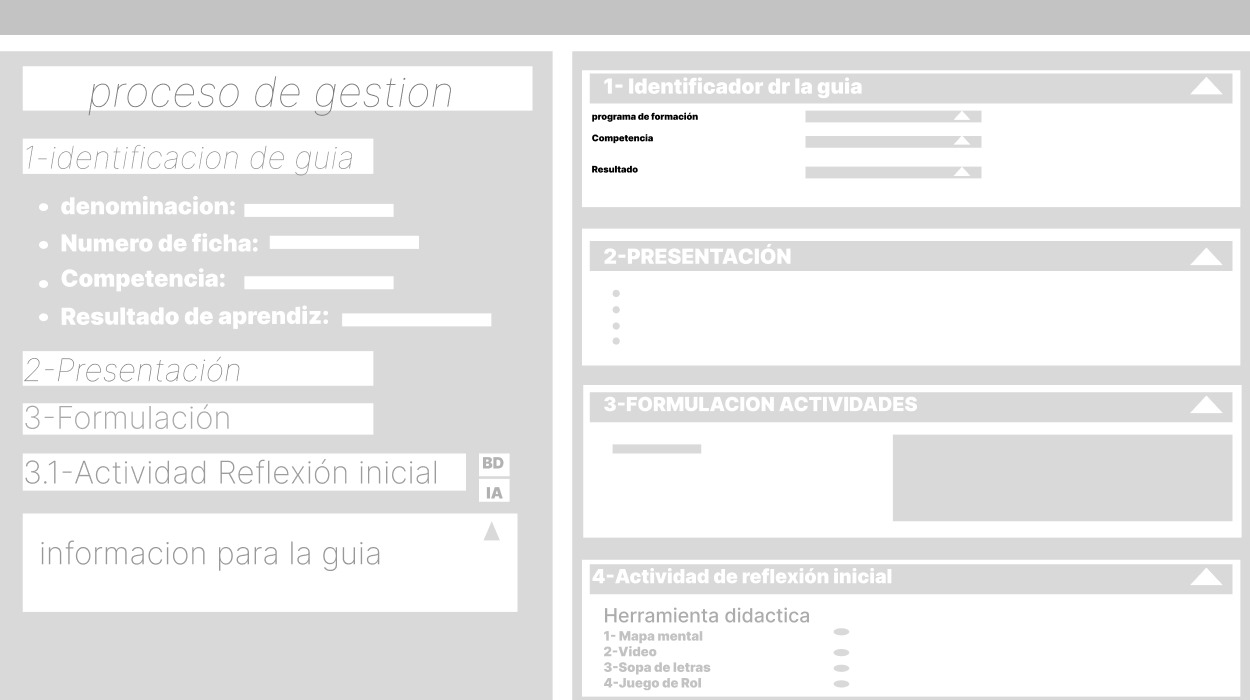 proceso de gestion
1-identificacion de guia
denominacion:
Numero de ficha:
Competencia:
Resultado de aprendiz:
2-Presentación
3-Formulación
3.1-Actividad Reflexión inicial
BD
IA
informacion para la guia
1- Identificador dr la guia
programa de formación
Competencia
Resultado
2-PRESENTACIÓN
3-FORMULACION ACTIVIDADES
4-Actividad de reflexión inicial
Herramienta didactica
1- Mapa mental
2-Video
3-Sopa de letras
4-Juego de Rol